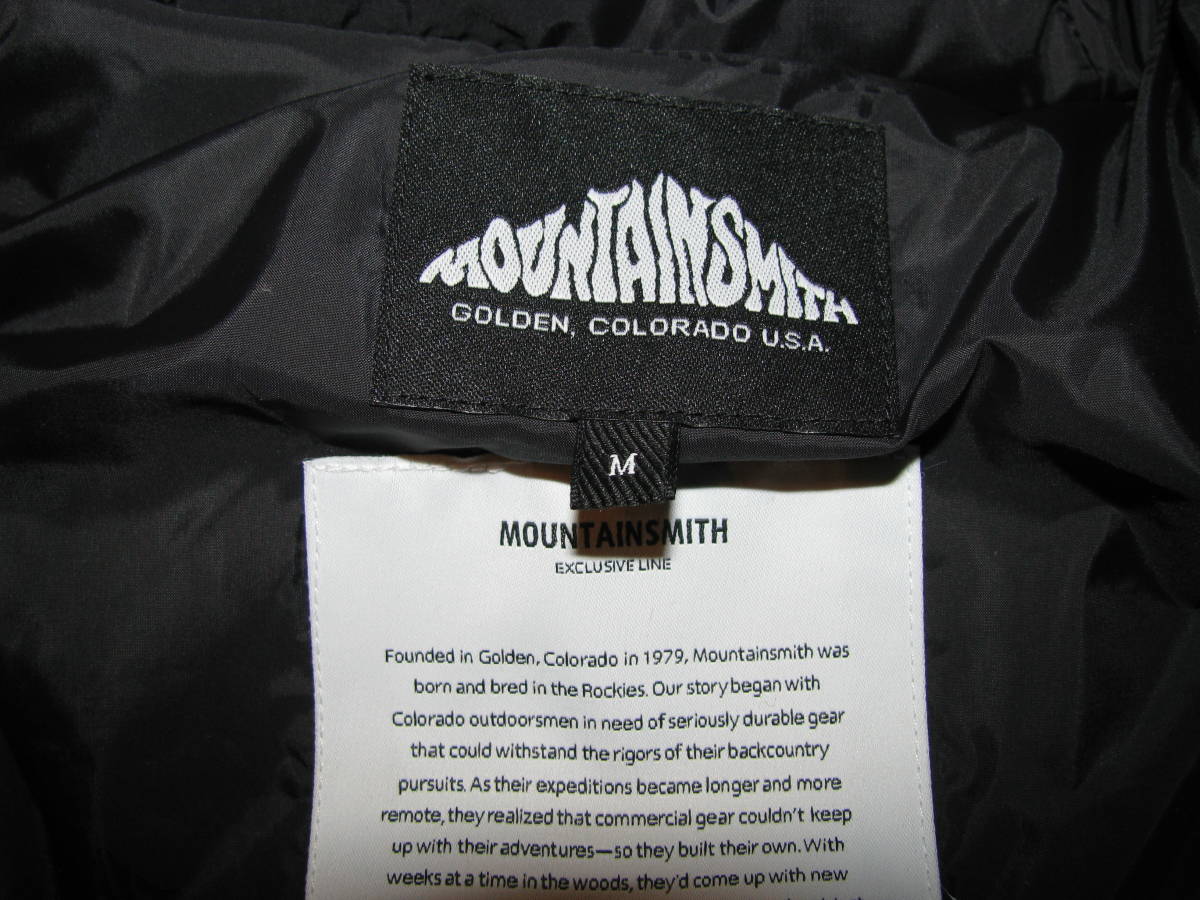 MOUNTAINSMITH
GOLDEN, COLORADO U.S.A.
M
MOUNTAINSMITH
EXCLUSIVE LINE
Founded in Golden, Colorado in 1979, Mountainsmith was
born and bred in the Rockies. Our story began with
Colorado outdoorsmen in need of seriously durable gear
that could withstand the rigors of their backcountry
pursuits. As their expeditions became longer and more
remote, they realized that commercial gear couldn't keep
up with their adventures—so they built their own. With
weeks at a time in the woods, they'd come up with new